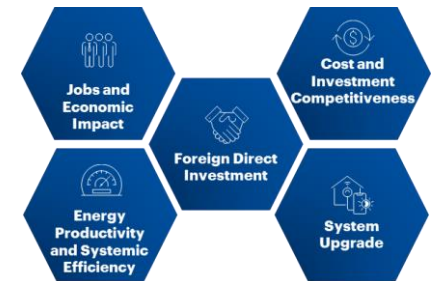 Jobs and
Economic
Impact
Cost and
Investment
Competitiveness
Foreign Direct
Investment
Energy
Productivity
and Systemic
Efficiency
System
Upgrade